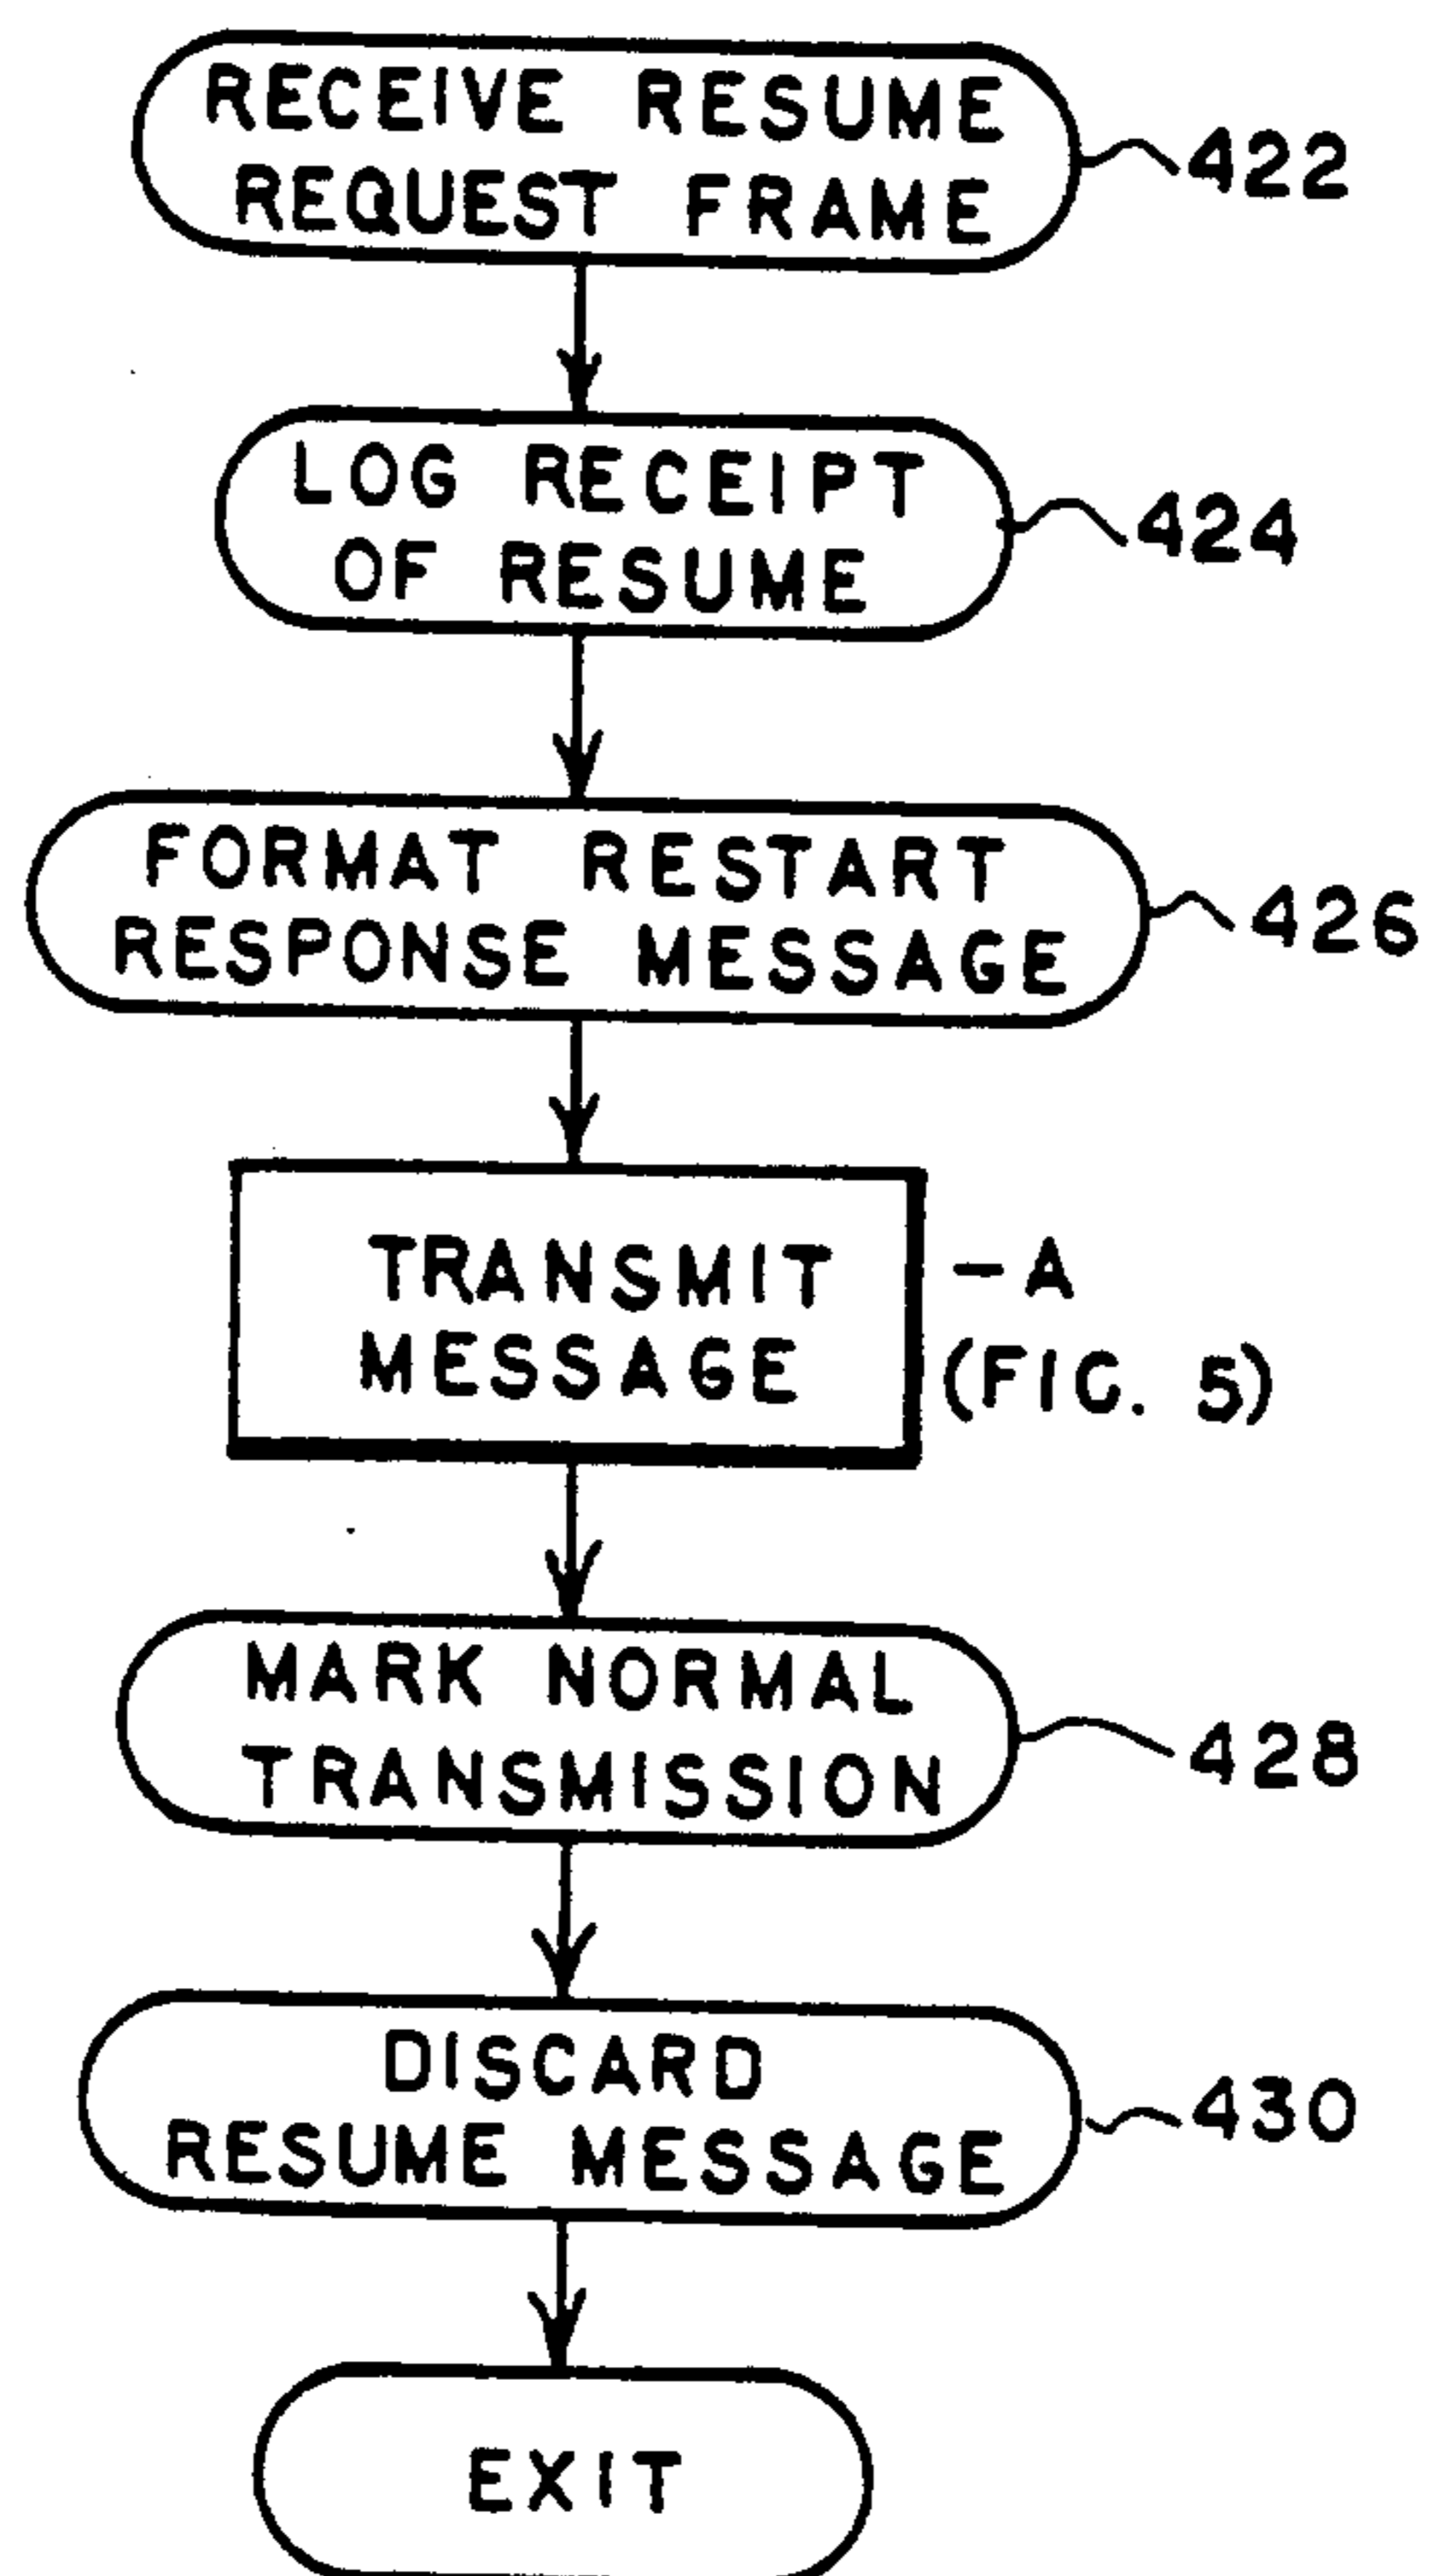 RECEIVE RESUME
REQUEST FRAME
422
LOG RECEIPT
OF RESUME
424
FORMAT RESTART
RESPONSE MESSAGE
426
TRANSMIT
MESSAGE
-A
(FIG. 5)
MARK NORMAL
TRANSMISSION
428
DISCARD
RESUME MESSAGE
430
EXIT